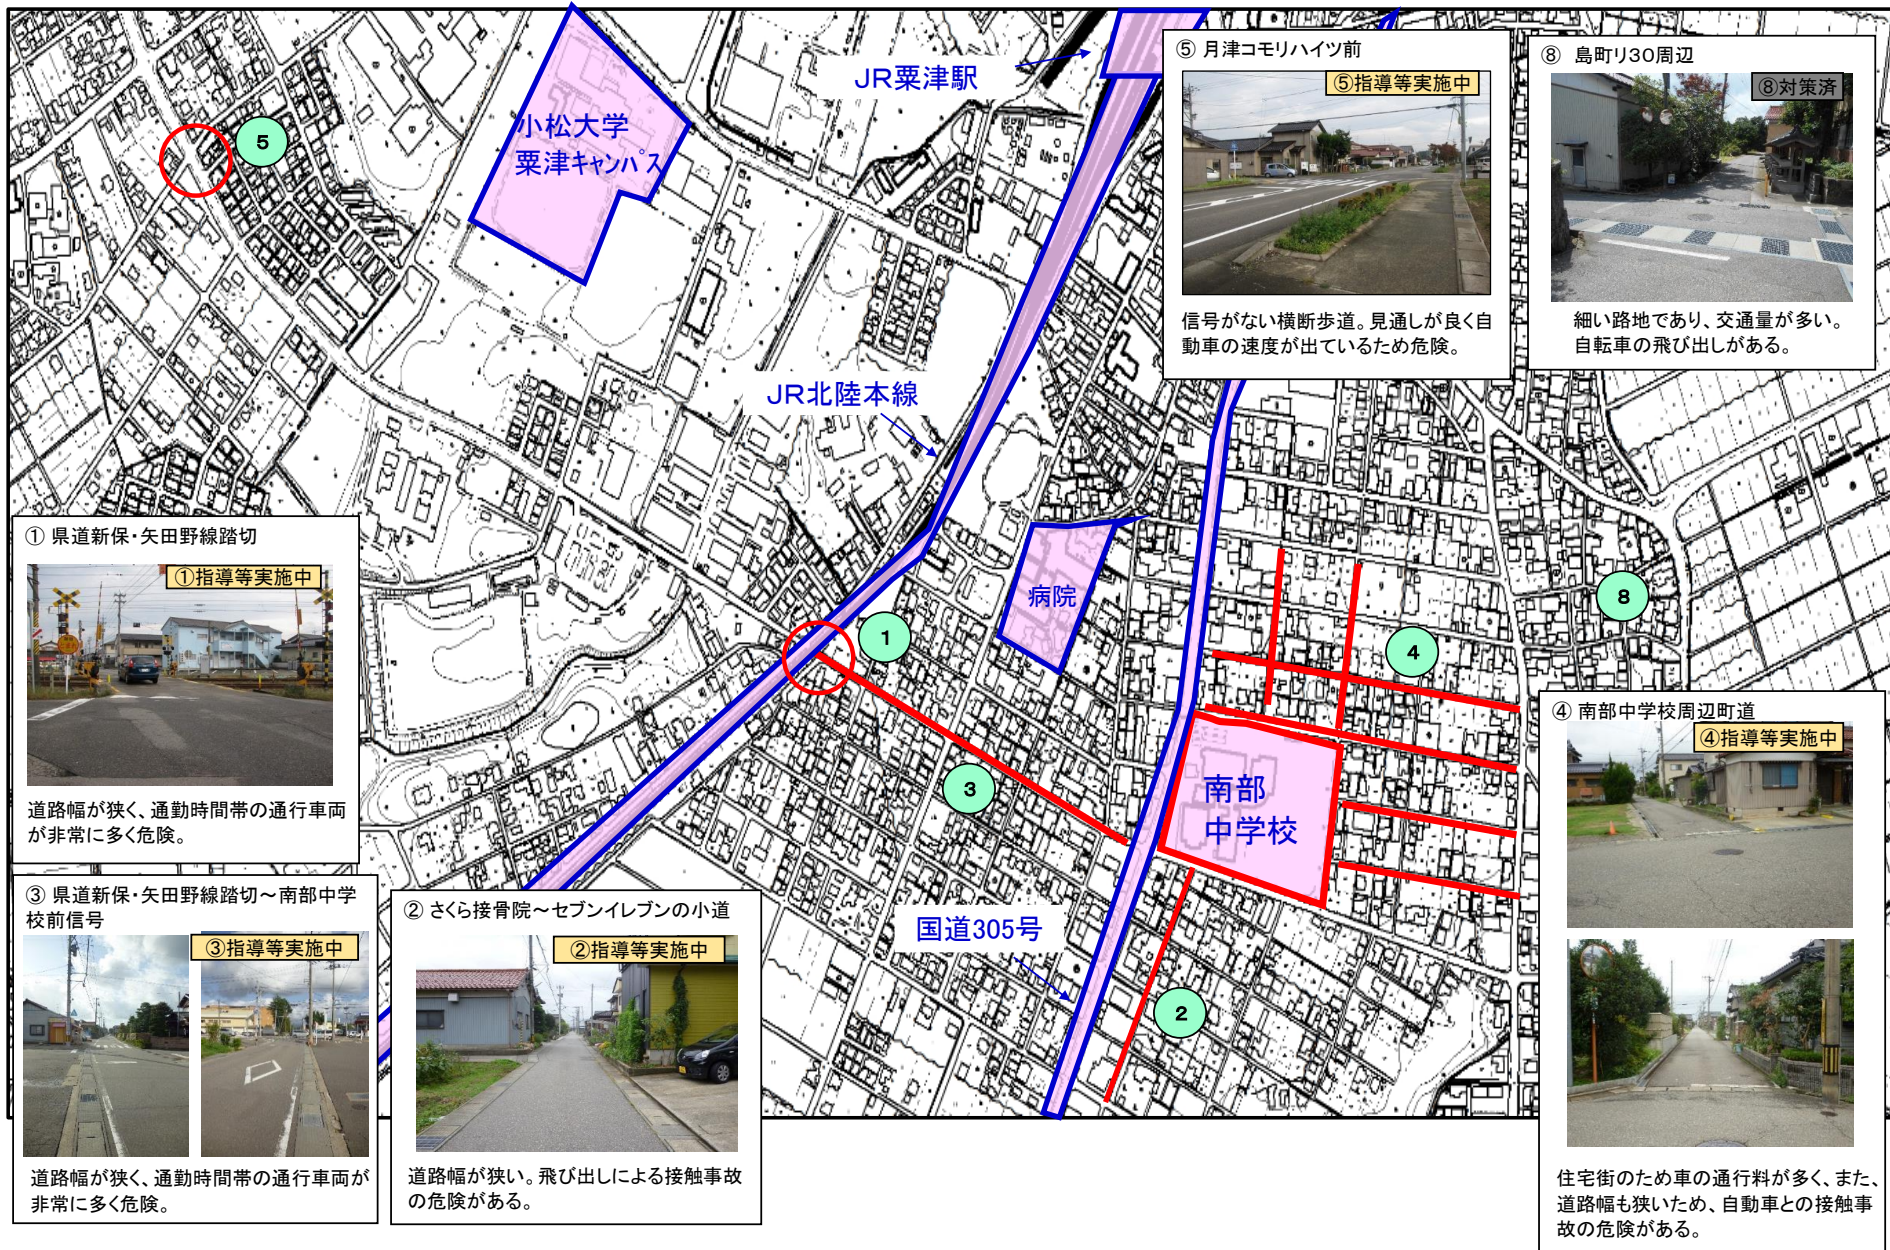 JR粟津駅
小松大学
粟津キャンパス
JR北陸本線
病院
南部
中学校
国道305号
5
1
3
4
8
2
⑤ 月津コモリハイツ前
⑤指導等実施中
信号がない横断歩道。見通しが良く自
動車の速度が出ているため危険。
⑧ 島町リ30周辺
⑧対策済
細い路地であり、交通量が多い。
自転車の飛び出しがある。
① 県道新保・矢田野線踏切
①指導等実施中
道路幅が狭く、通勤時間帯の通行車両
が非常に多く危険。
③ 県道新保・矢田野線踏切～南部中学
校前信号
③指導等実施中
道路幅が狭く、通勤時間帯の通行車両が
非常に多く危険。
② さくら接骨院～セブンイレブンの小道
②指導等実施中
道路幅が狭い。飛び出しによる接触事故
の危険がある。
④ 南部中学校周辺町道
④指導等実施中
住宅街のため車の通行料が多く、また、
道路幅も狭いため、自動車との接触事
故の危険がある。